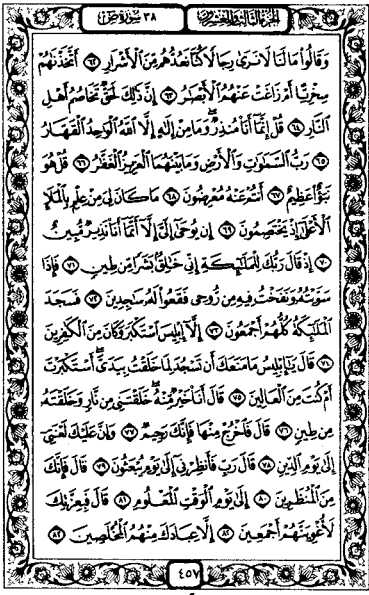 الجزء الثالث والعشرون ٣٨ سورة ص
وَقَالُوا۟ مَا لَنَا لَا نَرَىٰ رِجَالًا كُنَّا نَعُدُّهُم مِّنَ ٱلْأَشْرَارِ ٦٢ أَتَّخَذْنَٰهُمْ
سِخْرِيًّا أَمْ زَاغَتْ عَنْهُمُ ٱلْأَبْصَٰرُ ٦٣ إِنَّ ذَٰلِكَ لَحَقٌّ تَخَاصُمُ أَهْلِ
ٱلنَّارِ ٦٤ قُلْ إِنَّمَآ أَنَا۠ مُنذِرٌ ۖ وَمَا مِنْ إِلَٰهٍ إِلَّا ٱللَّهُ ٱلْوَٰحِدُ ٱلْقَهَّارُ
٦٥ رَبُّ ٱلسَّمَٰوَٰتِ وَٱلْأَرْضِ وَمَا بَيْنَهُمَا ٱلْعَزِيزُ ٱلْغَفَّٰرُ ٦٦ قُلْ هُوَ
نَبَؤٌا۟ عَظِيمٌ ٦٧ أَنتُمْ عَنْهُ مُعْرِضُونَ ٦٨ مَا كَانَ لِىَ مِنْ عِلْمٍۭ بِٱلْمَلَإِ
ٱلْأَعْلَىٰٓ إِذْ يَخْتَصِمُونَ ٦٩ إِن يُوحَىٰٓ إِلَىَّ إِلَّآ أَنَّمَآ أَنَا۠ نَذِيرٌ مُّبِينٌ
٧٠ إِذْ قَالَ رَبُّكَ لِلْمَلَٰٓئِكَةِ إِنِّى خَٰلِقٌۢ بَشَرًا مِّن طِينٍ ٧١ فَإِذَا
سَوَّيْتُهُۥ وَنَفَخْتُ فِيهِ مِن رُّوحِى فَقَعُوا۟ لَهُۥ سَٰجِدِينَ ٧٢ فَسَجَدَ
ٱلْمَلَٰٓئِكَةُ كُلُّهُمْ أَجْمَعُونَ ٧٣ إِلَّآ إِبْلِيسَ ٱسْتَكْبَرَ وَكَانَ مِنَ ٱلْكَٰفِرِينَ
٧٤ قَالَ يَٰٓإِبْلِيسُ مَا مَنَعَكَ أَن تَسْجُدَ لِمَا خَلَقْتُ بِيَدَىَّ ۖ أَسْتَكْبَرْتَ
أَمْ كُنتَ مِنَ ٱلْعَالِينَ ٧٥ قَالَ أَنَا۠ خَيْرٌ مِّنْهُ ۖ خَلَقْتَنِى مِن نَّارٍ وَخَلَقْتَهُۥ
مِن طِينٍ ٧٦ قَالَ فَٱخْرُجْ مِنْهَا فَإِنَّكَ رَجِيمٌ ٧٧ وَإِنَّ عَلَيْكَ لَعْنَتِىٓ
إِلَىٰ يَوْمِ ٱلدِّينِ ٧٨ قَالَ رَبِّ فَأَنظِرْنِىٓ إِلَىٰ يَوْمِ يُبْعَثُونَ ٧٩ قَالَ فَإِنَّكَ
مِنَ ٱلْمُنظَرِينَ ٨٠ إِلَىٰ يَوْمِ ٱلْوَقْتِ ٱلْمَعْلُومِ ٨١ قَالَ فَبِعِزَّتِكَ
لَأُغْوِيَنَّهُمْ أَجْمَعِينَ ٨٢ إِلَّا عِبَادَكَ مِنْهُمُ ٱلْمُخْلَصِينَ ٨٣
٤٥٧